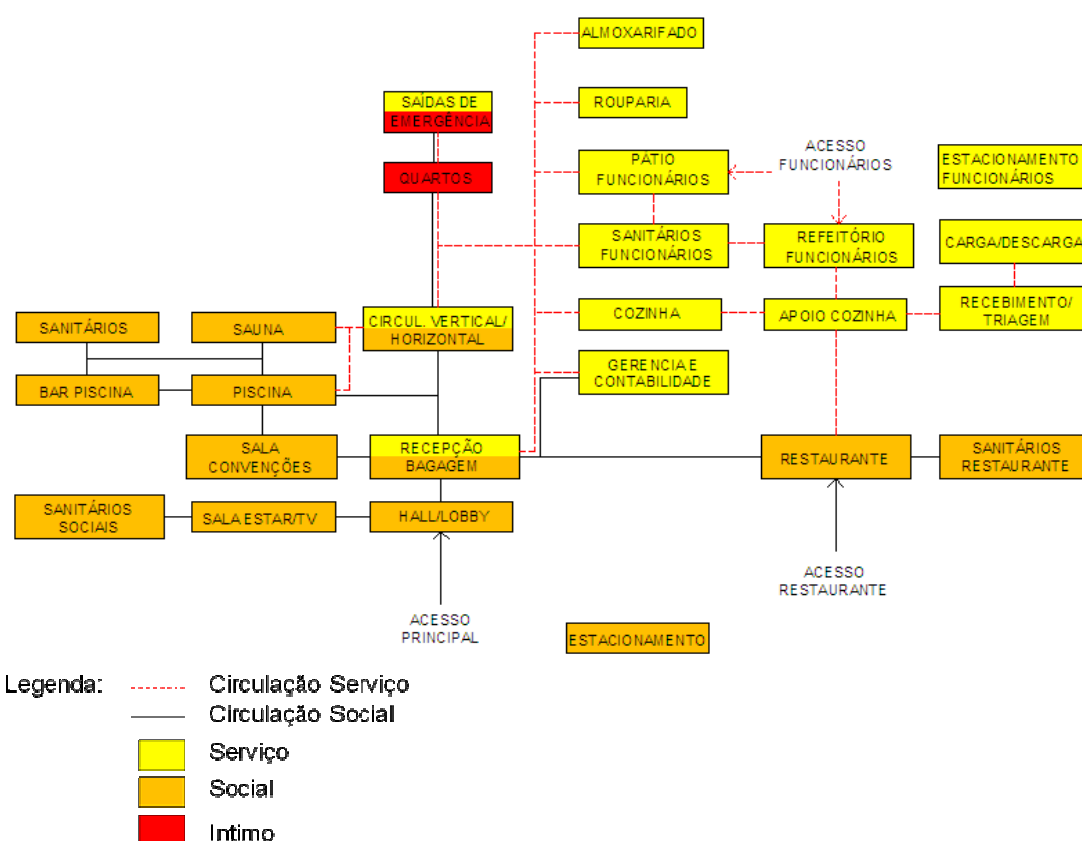 ALMOXARIFADO
SAÍDAS DE
EMERGÊNCIA
ROUPARIA
ACESSO
FUNCIONÁRIOS
PÁTIO
FUNCIONÁRIOS
ESTACIONAMENTO
FUNCIONÁRIOS
QUARTOS
SANITÁRIOS
FUNCIONÁRIOS
REFEITÓRIO
FUNCIONÁRIOS
CARGA/DESCARGA
SANITÁRIOS
SAUNA
CIRCUL. VERTICAL/
HORIZONTAL
COZINHA
APOIO COZINHA
RECEBIMENTO/
TRIAGEM
BAR PISCINA
PISCINA
GERENCIA E
CONTABILIDADE
SALA
CONVENÇÕES
RECEPÇÃO
BAGAGEM
RESTAURANTE
SANITÁRIOS
RESTAURANTE
SANITÁRIOS
SOCIAIS
SALA ESTAR/TV
HALL/LOBBY
ACESSO
RESTAURANTE
ACESSO
PRINCIPAL
ESTACIONAMENTO
Legenda:
Circulação Serviço
Circulação Social
Serviço
Social
Intimo